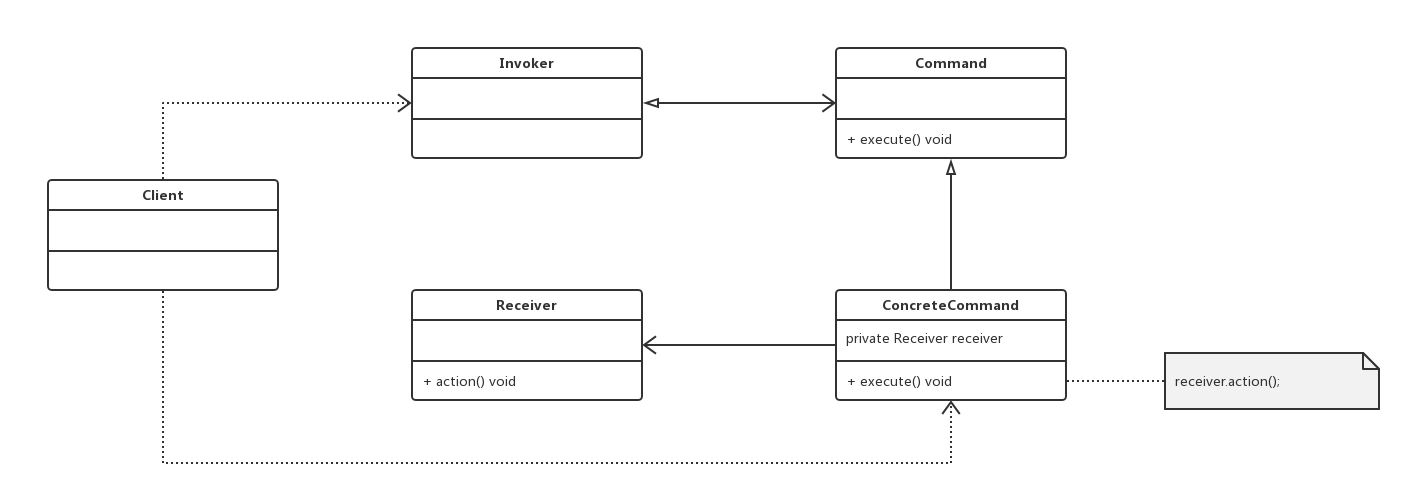 Invoker
Command
+ execute() void
Client
Receiver
+ action() void
ConcreteCommand
private Receiver receiver
+ execute() void
receiver.action();